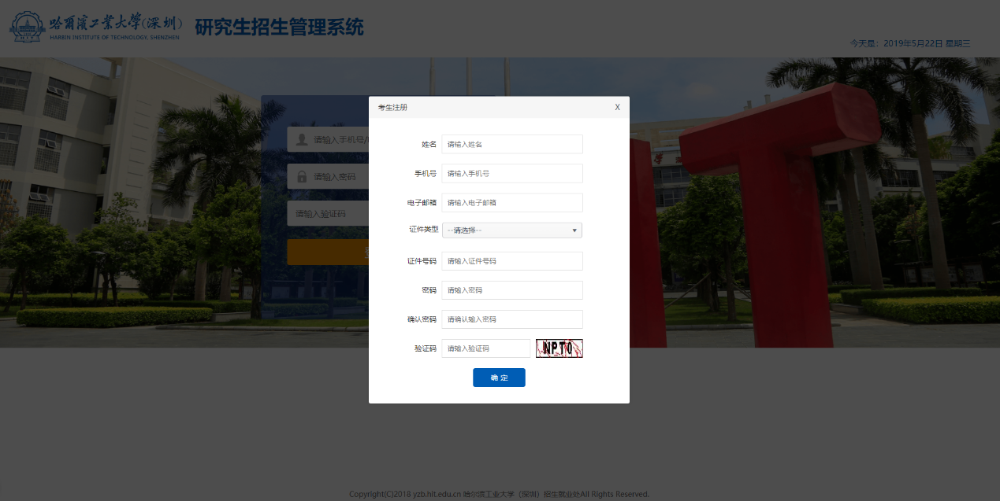 哈尔滨工业大学(深圳)
HARBIN INSTITUTE OF TECHNOLOGY, SHENZHEN
研究生招生管理系统
今天是：2019年5月22日 星期三
请输入手机号/
请输入密码
请输入验证码
考生注册
X
姓名 请输入姓名
手机号 请输入手机号
电子邮箱 请输入电子邮箱
证件类型 --请选择--
证件号码 请输入证件号码
密码 请输入密码
确认密码 请确认输入密码
验证码 请输入验证码 NPTO
确 定
Copyright(C)2018 yzb.hit.edu.cn 哈尔滨工业大学（深圳）招生就业处All Rights Reserved.